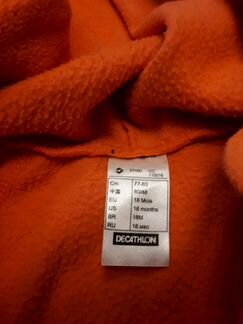 Cm 77-83
中国 80/48
EU 18 Mois
US 18 months
BR 18M
RU 18 мес
DECATHLON